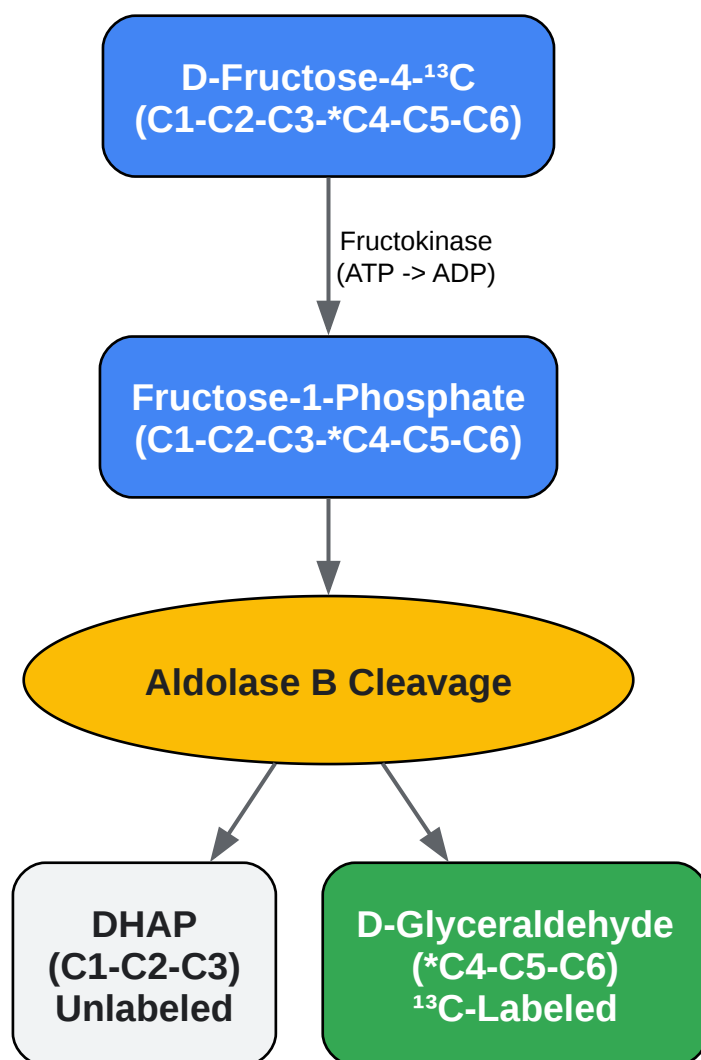 D-Fructose-4-¹³C
(C1-C2-C3-*C4-C5-C6)
Fructokinase
(ATP -> ADP)
Fructose-1-Phosphate
(C1-C2-C3-*C4-C5-C6)
Aldolase B Cleavage
DHAP
(C1-C2-C3)
Unlabeled
D-Glyceraldehyde
(*C4-C5-C6)
¹³C-Labeled